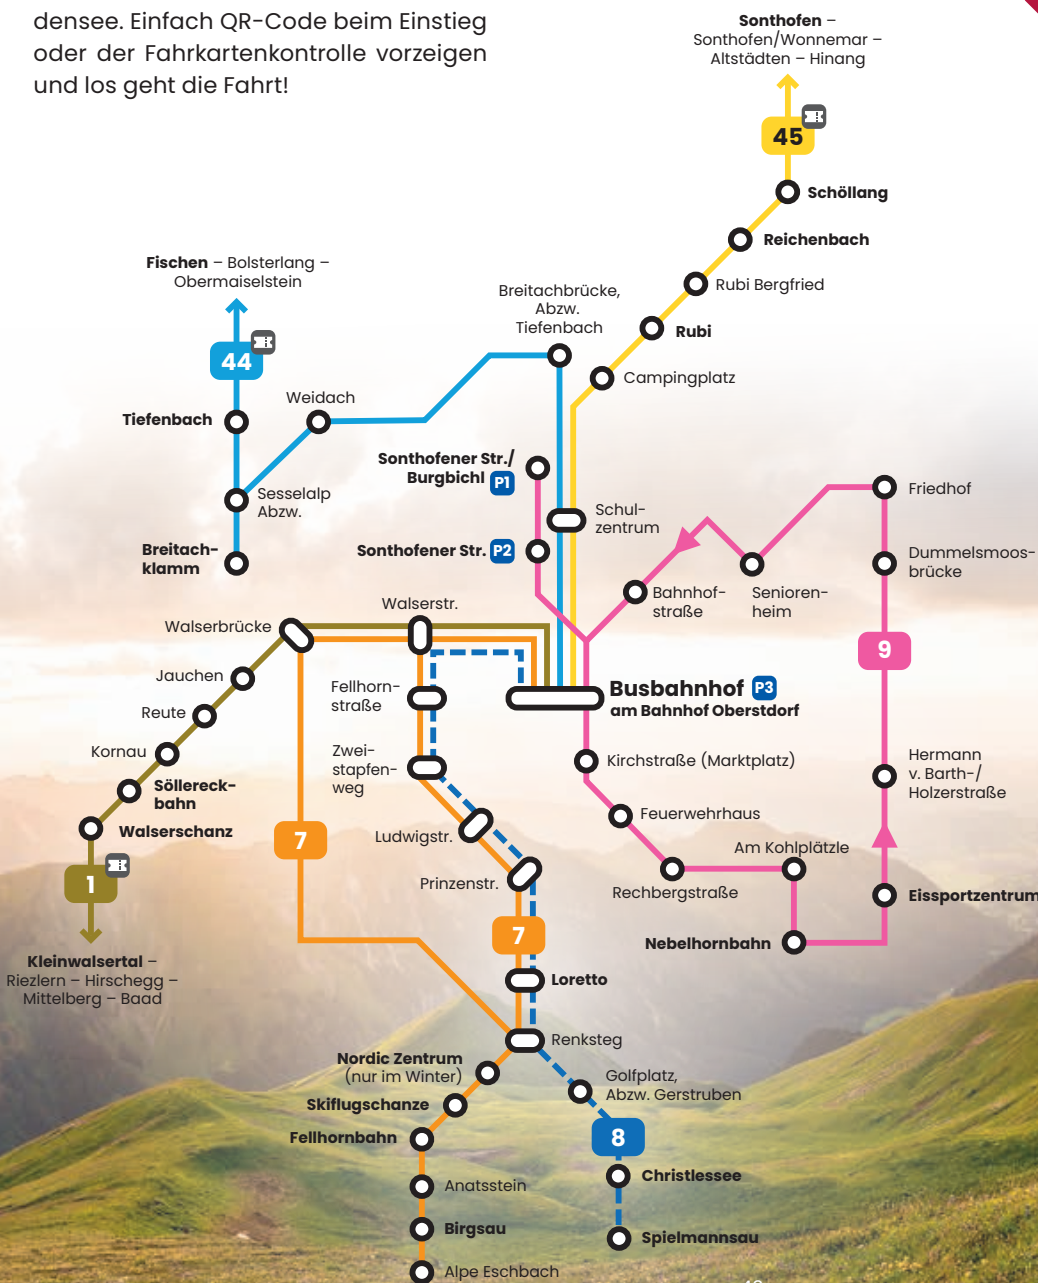 densee. Einfach QR-Code beim Einstieg
oder der Fahrkartenkontrolle vorzeigen
und los geht die Fahrt!
Sonthofen –
Sonthofen/Wonnemar –
Altstädten – Hinang
45
Schöllang
Reichenbach
Rubi Bergfried
Rubi
Campingplatz
Fischen – Bolsterlang –
Obermaiselstein
44
Breitachbrücke,
Abzw.
Tiefenbach
Weidach
Tiefenbach
Sesselalp
Abzw.
Breitach-
klamm
Sonthofener Str./
Burgbichl P1
Schul-
zentrum
Sonthofener Str. P2
Friedhof
Dummelsmoos-
brücke
Bahnhof-
straße
Senioren-
heim
9
Walserstr.
Walserbrücke
Jauchen
Reute
Kornau
Söllereck-
bahn
Walserschanz
1
Kleinwalsertal –
Riezlern – Hirschegg –
Mittelberg – Baad
Fellhorn-
straße
Zwei-
stapfen-
weg
Busbahnhof P3
am Bahnhof Oberstdorf
Kirchstraße (Marktplatz)
Feuerwehrhaus
Am Kohlplätzle
Rechbergstraße
Nebelhornbahn
Hermann
v. Barth-/
Holzerstraße
Eissportzentrum
7
Ludwigstr.
Prinzenstr.
7
Loretto
Renksteg
Nordic Zentrum
(nur im Winter)
Skiflugschanze
Fellhornbahn
Anatsstein
Birgsau
Alpe Eschbach
Golfplatz,
Abzw. Gerstruben
8
Christlessee
Spielmannsau